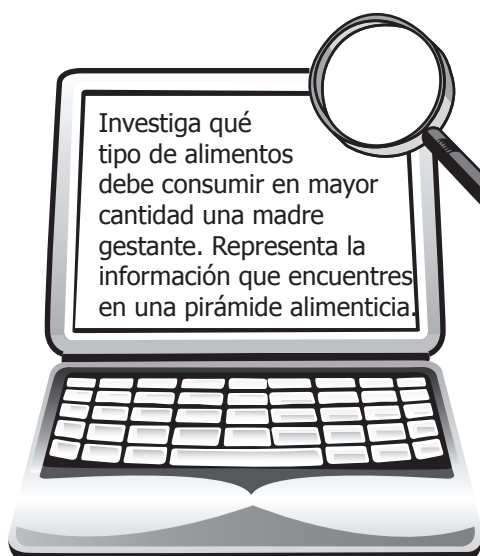 Investiga qué
tipo de alimentos
debe consumir en mayor
cantidad una madre
gestante. Representa la
información que encuentres
en una pirámide alimenticia.